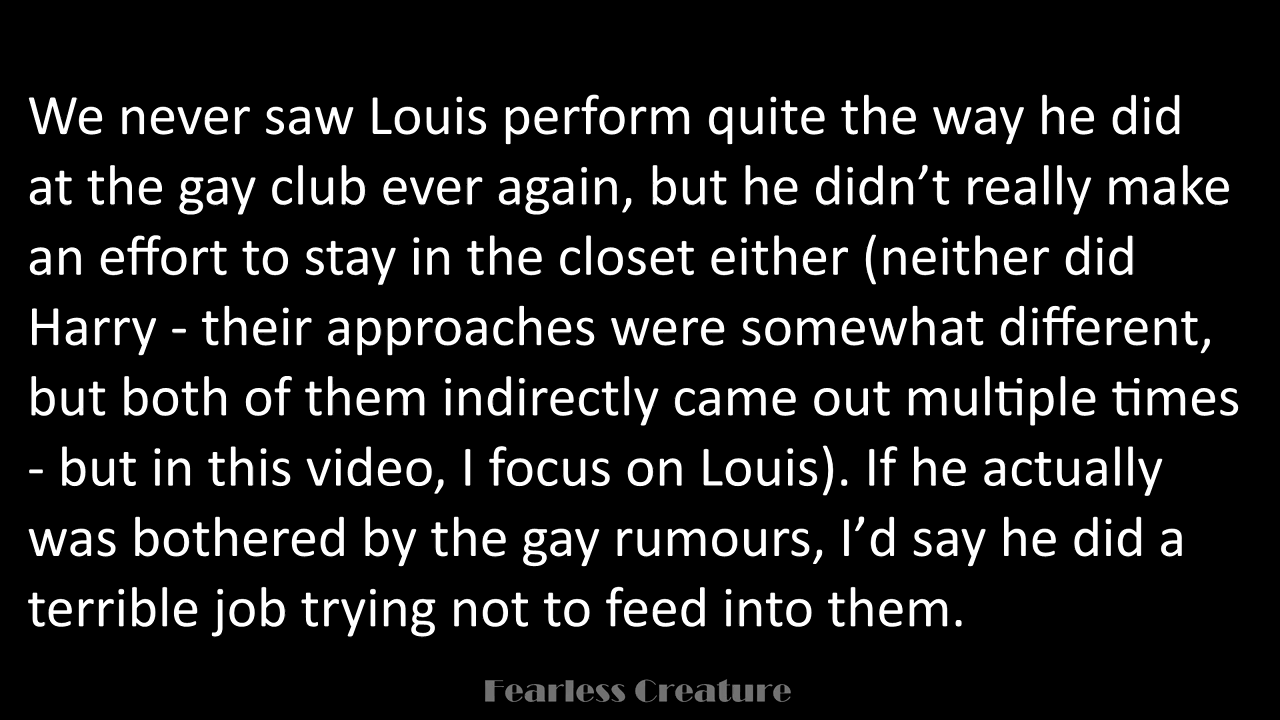 We never saw Louis perform quite the way he did
at the gay club ever again, but he didn’t really make
an effort to stay in the closet either (neither did
Harry - their approaches were somewhat different,
but both of them indirectly came out multiple times
- but in this video, I focus on Louis). If he actually
was bothered by the gay rumours, I’d say he did a
terrible job trying not to feed into them.
Fearless Creature